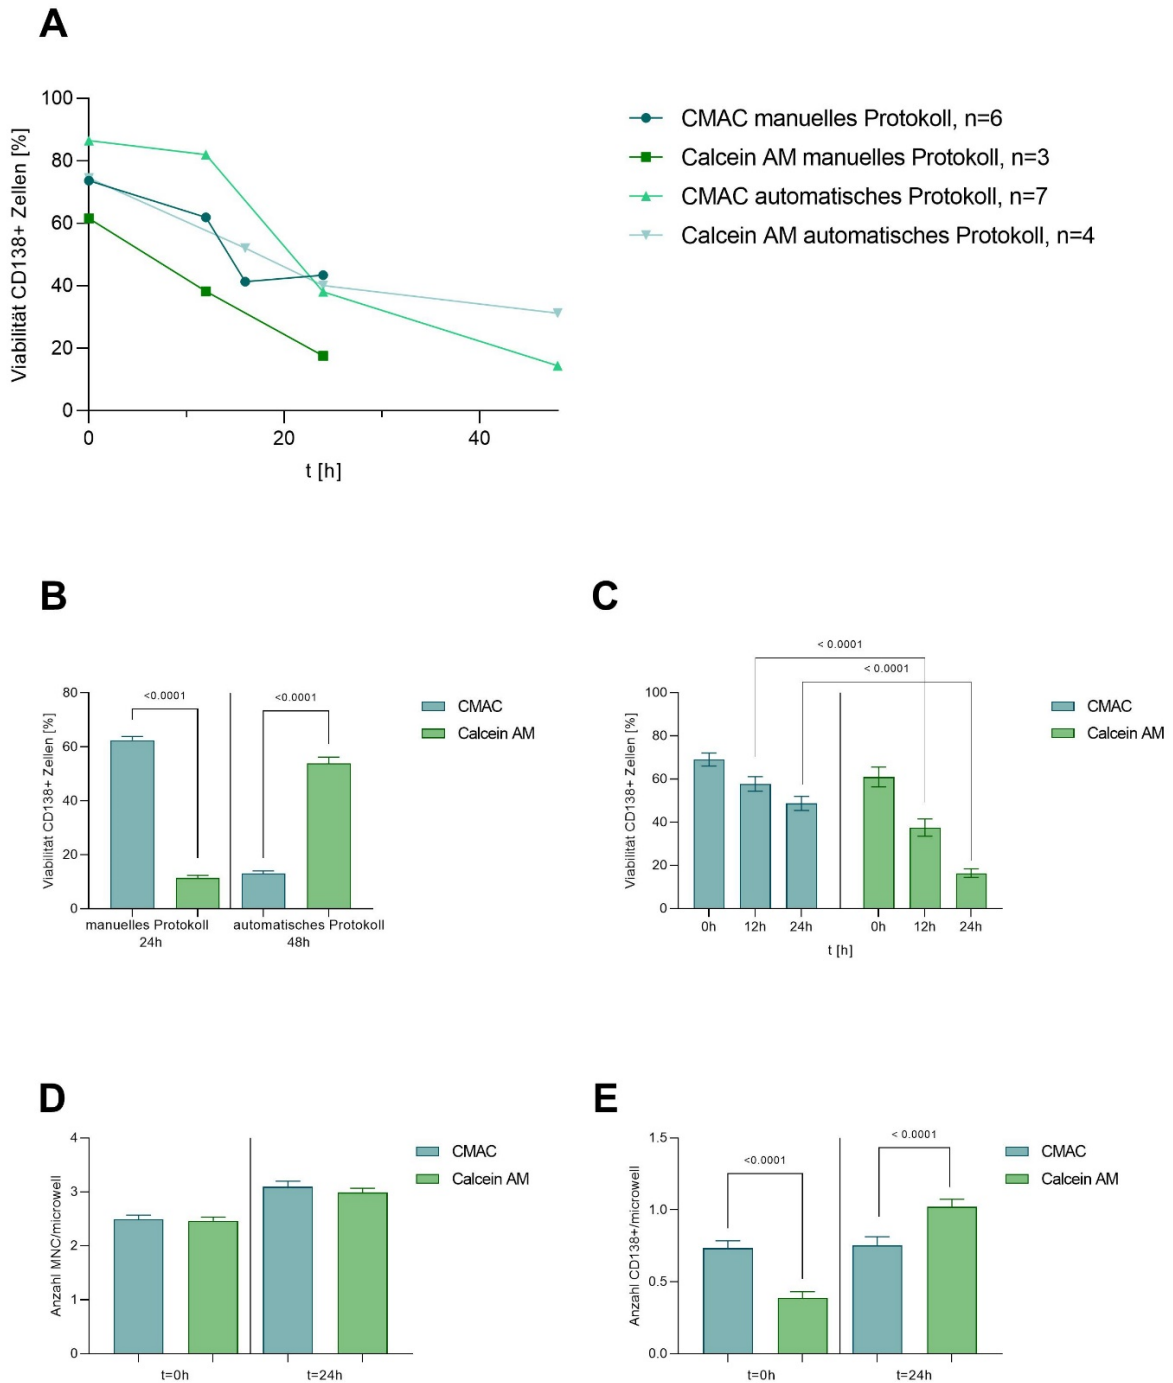 A
Viabilität CD138+ Zellen [%]
100
80
60
40
20
0
0
20
40
t [h]
CMAC manuelles Protokoll, n=6
Calcein AM manuelles Protokoll, n=3
CMAC automatisches Protokoll, n=7
Calcein AM automatisches Protokoll, n=4
B
Viabilität CD138+ Zellen [%]
80
60
40
20
0
<0.0001
<0.0001
manuelles Protokoll
24h
automatisches Protokoll
48h
CMAC
Calcein AM
C
Viabilität CD138+ Zellen [%]
100
80
60
40
20
0
< 0.0001
< 0.0001
0h
12h
24h
0h
12h
24h
t [h]
CMAC
Calcein AM
D
Anzahl MNC/microwell
4
3
2
1
0
t=0h
t=24h
CMAC
Calcein AM
E
Anzahl CD138+/microwell
1.5
1.0
0.5
0.0
<0.0001
< 0.0001
t=0h
t=24h
CMAC
Calcein AM